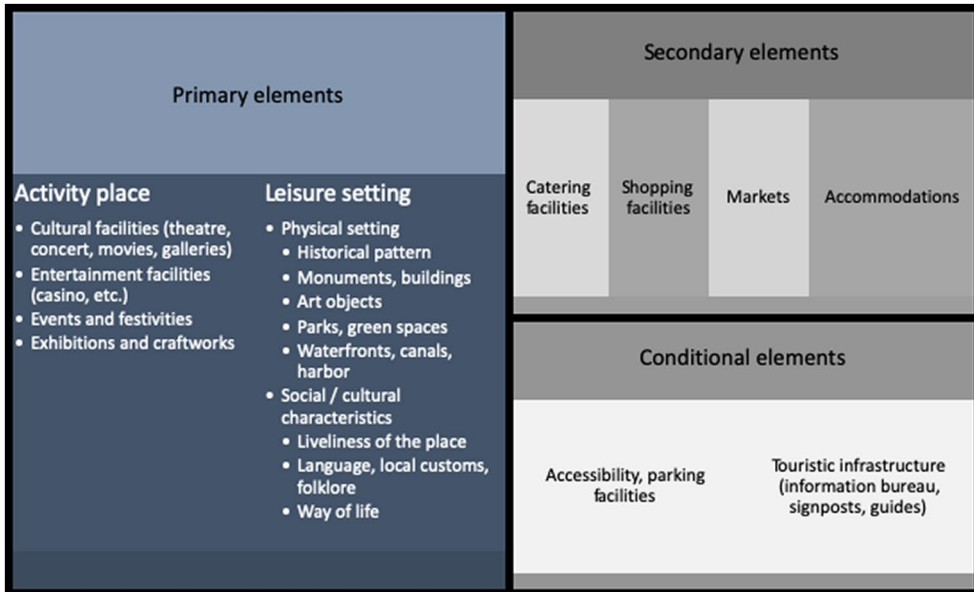 Primary elements
Activity place
• Cultural facilities (theatre,
concert, movies, galleries)
• Entertainment facilities
(casino, etc.)
• Events and festivities
• Exhibitions and craftworks
Leisure setting
• Physical setting
• Historical pattern
• Monuments, buildings
• Art objects
• Parks, green spaces
• Waterfronts, canals,
harbor
• Social / cultural
characteristics
• Liveliness of the place
• Language, local customs,
folklore
• Way of life
Secondary elements
Catering
facilities
Shopping
facilities
Markets
Accommodations
Conditional elements
Accessibility, parking
facilities
Touristic infrastructure
(information bureau,
signposts, guides)